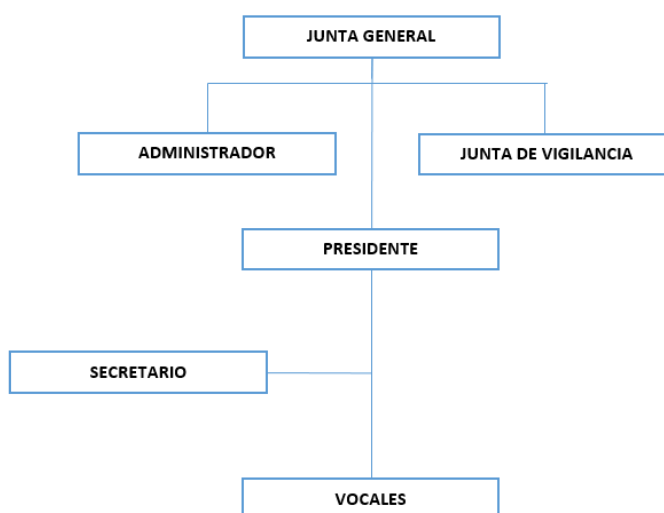 JUNTA GENERAL
ADMINISTRADOR
JUNTA DE VIGILANCIA
PRESIDENTE
SECRETARIO
VOCALES